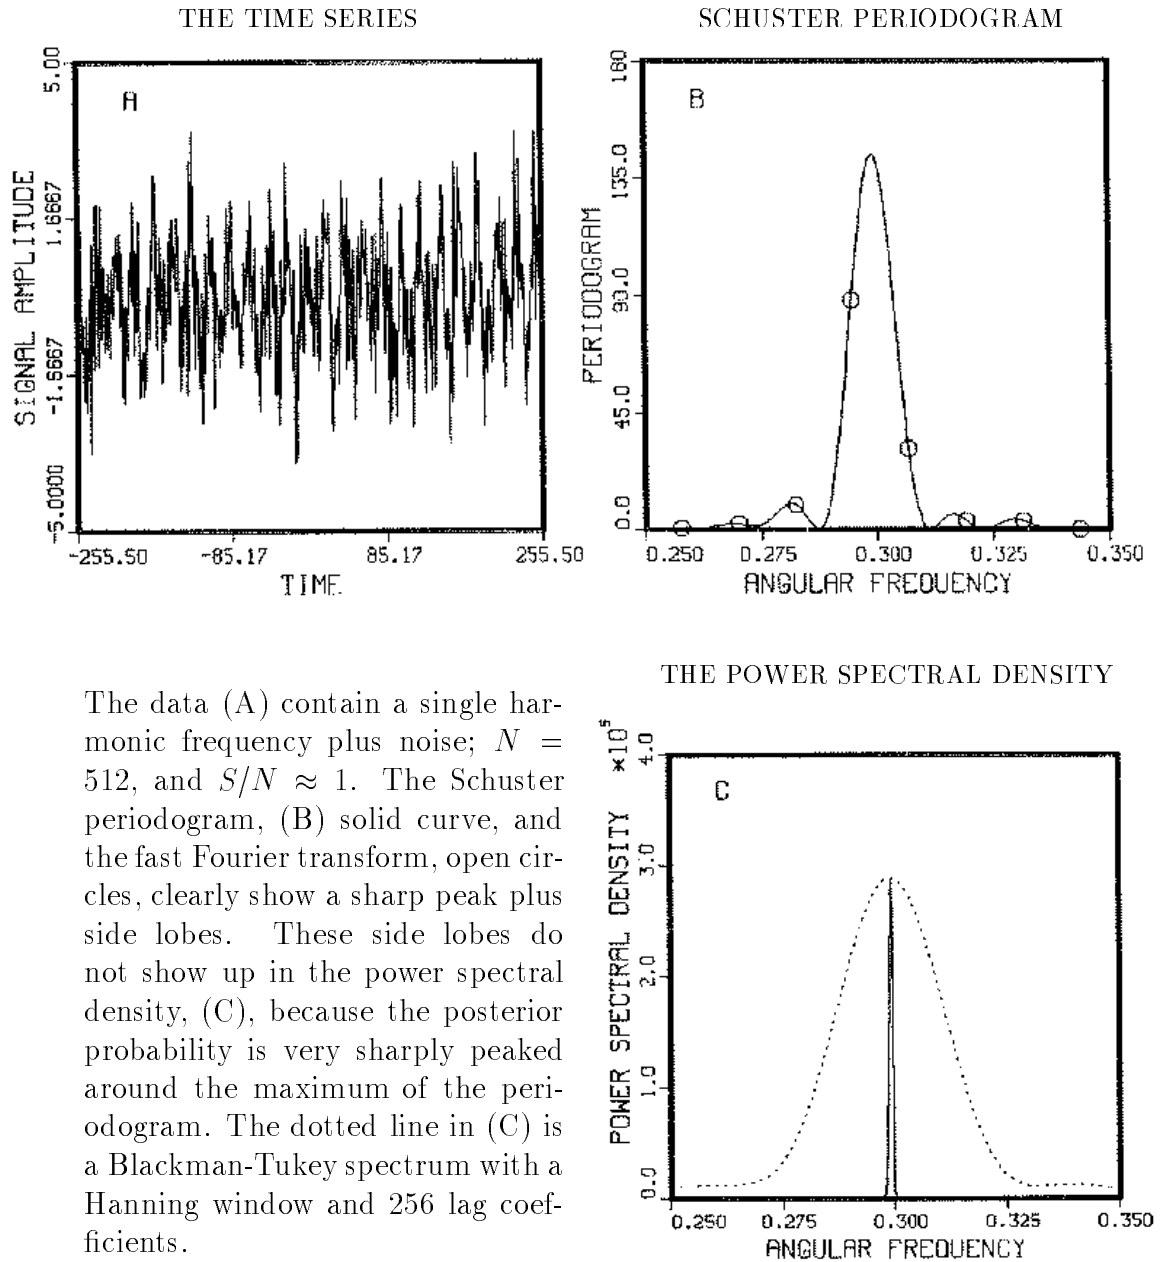 THE TIME SERIES
SCHUSTER PERIODOGRAM
A
SIGNAL AMPLITUDE
5.00
1.6667
-1.6667
-5.0000
-255.50 -85.17 85.17 255.50
TIME
B
PERIODOGRAM
180
135.0
90.0
45.0
0.0
0.250 0.275 0.300 0.325 0.350
ANGULAR FREQUENCY
The data (A) contain a single har-
monic frequency plus noise; N =
512, and S/N ≈ 1. The Schuster
periodogram, (B) solid curve, and
the fast Fourier transform, open cir-
cles, clearly show a sharp peak plus
side lobes. These side lobes do
not show up in the power spectral
density, (C), because the posterior
probability is very sharply peaked
around the maximum of the peri-
odogram. The dotted line in (C) is
a Blackman-Tukey spectrum with a
Hanning window and 256 lag coef-
ficients.
THE POWER SPECTRAL DENSITY
C
POWER SPECTRAL DENSITY *10⁵
4.0
3.0
2.0
1.0
0.0
0.250 0.275 0.300 0.325 0.350
ANGULAR FREQUENCY